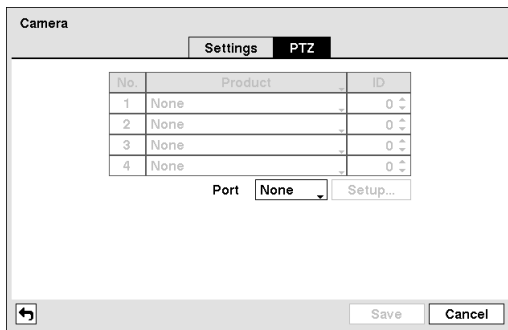 Camera
Settings PTZ
No. Product ID
1 None 0
2 None 0
3 None 0
4 None 0
Port None Setup...
Save Cancel